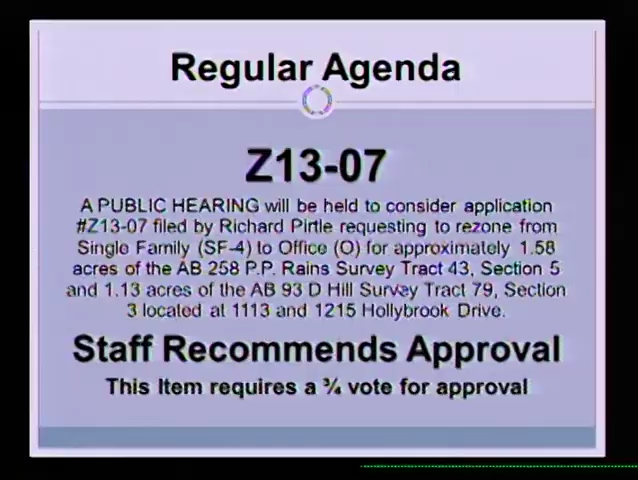 Regular Agenda
Z13-07
A PUBLIC HEARING will be held to consider application
#Z13-07 filed by Richard Pirtle requesting to rezone from
Single Family (SF-4) to Office (O) for approximately 1.58
acres of the AB 258 P.P. Rains Survey Tract 43, Section 5
and 1.13 acres of the AB 93 D Hill Survey Tract 79, Section
3 located at 1113 and 1215 Hollybrook Drive.
Staff Recommends Approval
This Item requires a ¾ vote for approval